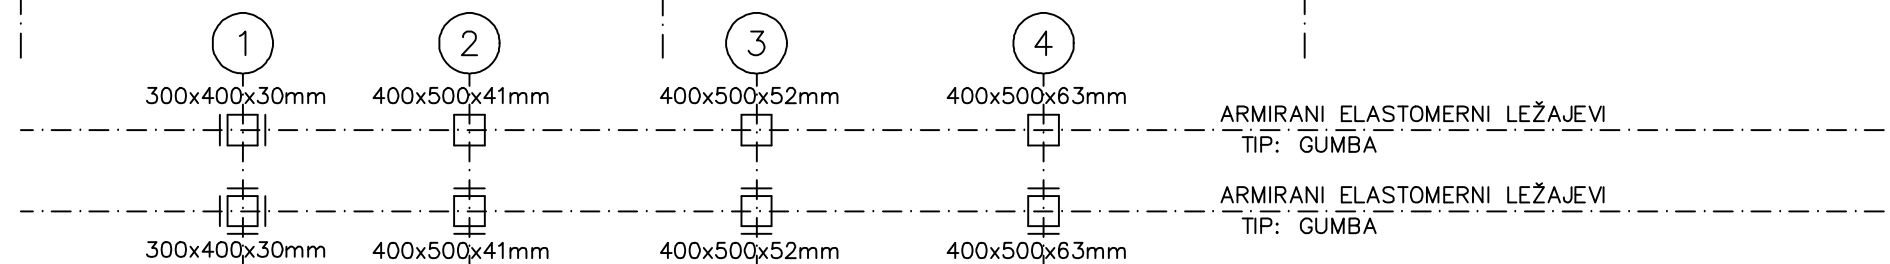 1 2 3 4
300x400x30mm 400x500x41mm 400x500x52mm 400x500x63mm
ARMIRANI ELASTOMERNI LEŽAJEVI
TIP: GUMBA
ARMIRANI ELASTOMERNI LEŽAJEVI
TIP: GUMBA
300x400x30mm 400x500x41mm 400x500x52mm 400x500x63mm